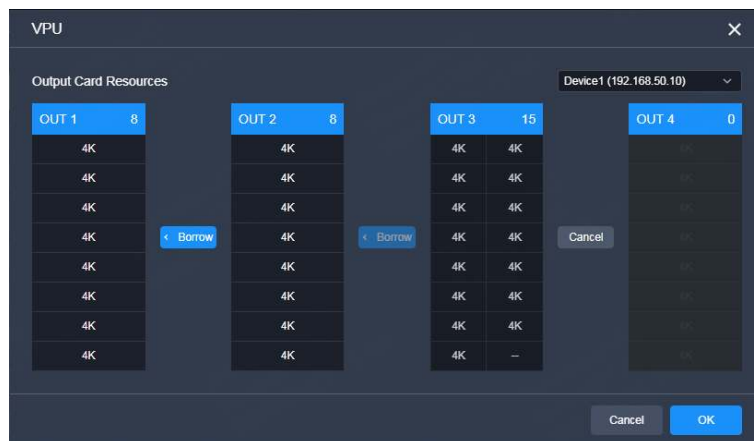 VPU
Output Card Resources
Device1 (192.168.50.10)
OUT 1 8
OUT 2 8
OUT 3 15
OUT 4 0
4K 4K 4K 4K
4K 4K 4K 4K
4K 4K 4K 4K
4K < Borrow 4K < Borrow 4K 4K Cancel
4K 4K 4K 4K
4K 4K 4K 4K
4K 4K 4K 4K
4K 4K 4K --
Cancel
OK